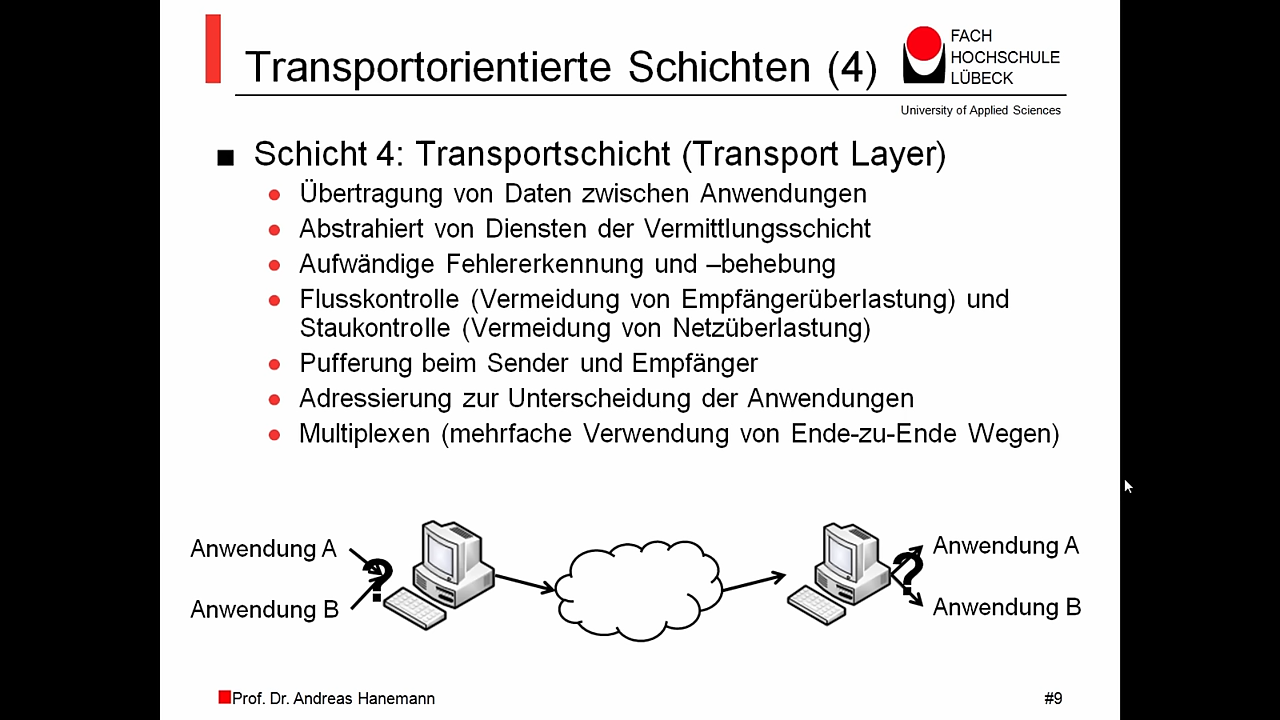 Transportorientierte Schichten (4)
FACH
HOCHSCHULE
LÜBECK
University of Applied Sciences
Schicht 4: Transportschicht (Transport Layer)
Übertragung von Daten zwischen Anwendungen
Abstrahiert von Diensten der Vermittlungsschicht
Aufwändige Fehlererkennung und –behebung
Flusskontrolle (Vermeidung von Empfängerüberlastung) und
Staukontrolle (Vermeidung von Netzüberlastung)
Pufferung beim Sender und Empfänger
Adressierung zur Unterscheidung der Anwendungen
Multiplexen (mehrfache Verwendung von Ende-zu-Ende Wegen)
Anwendung A
?
Anwendung B
Anwendung A
?
Anwendung B
Prof. Dr. Andreas Hanemann
#9